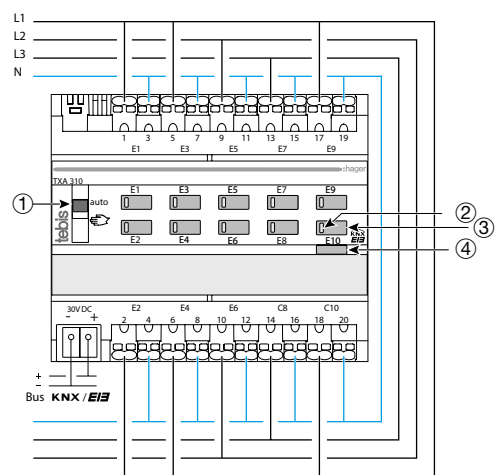 L1
L2
L3
N
1 3 5 7 9 11 13 15 17 19
E1 E3 E5 E7 E9
:hager
TXA 310
E1 E3 E5 E7 E9
1 auto
2
3
tebis
E2 E4 E6 E8 E10
KNX
EIB
4
30V DC
- +
E2 E4 E6 C8 C10
2 4 6 8 10 12 14 16 18 20
+
-
Bus KNX / EIB